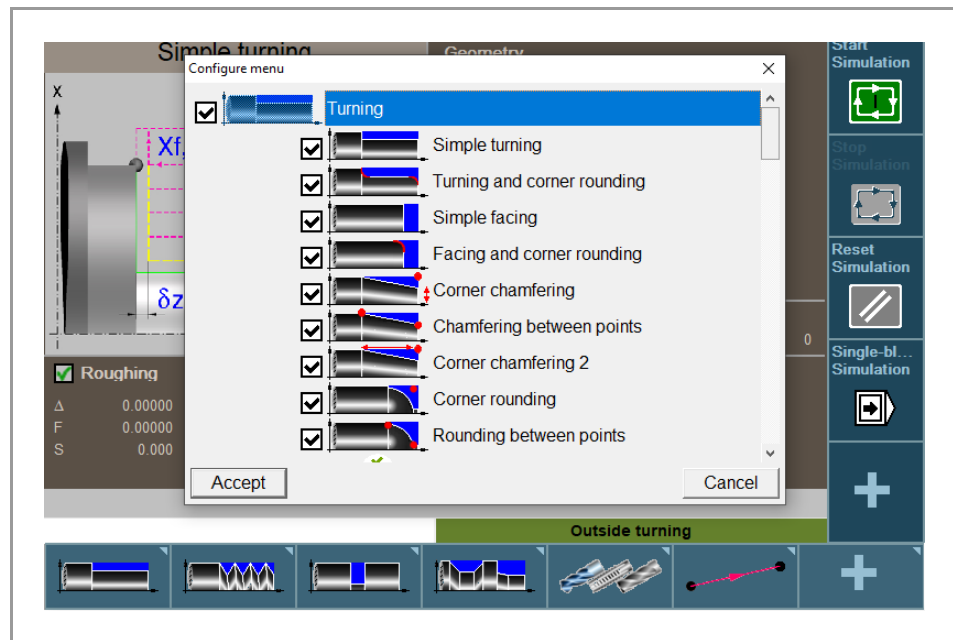 Simple turning
Geometry
Configure menu
Turning
Simple turning
Turning and corner rounding
Simple facing
Facing and corner rounding
Corner chamfering
Chamfering between points
Corner chamfering 2
Corner rounding
Rounding between points
Accept
Cancel
X
Xf,
δz
0
Roughing
Δ 0.00000
F 0.00000
S 0.000
Outside turning
Start
Simulation
Stop
Simulation
Reset
Simulation
Single-bl...
Simulation